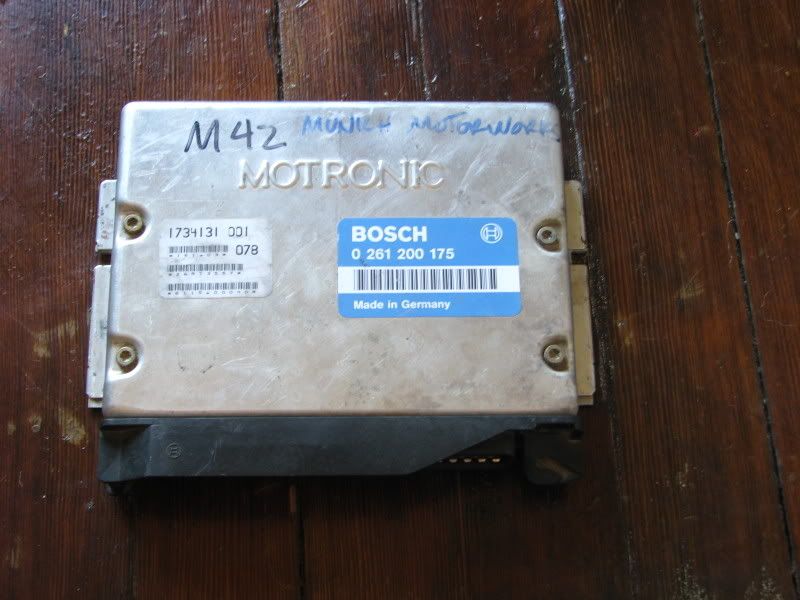 M42 MUNICH MOTORWORKS
MOTRONIC
1734131 001
078
BOSCH
0 261 200 175
Made in Germany